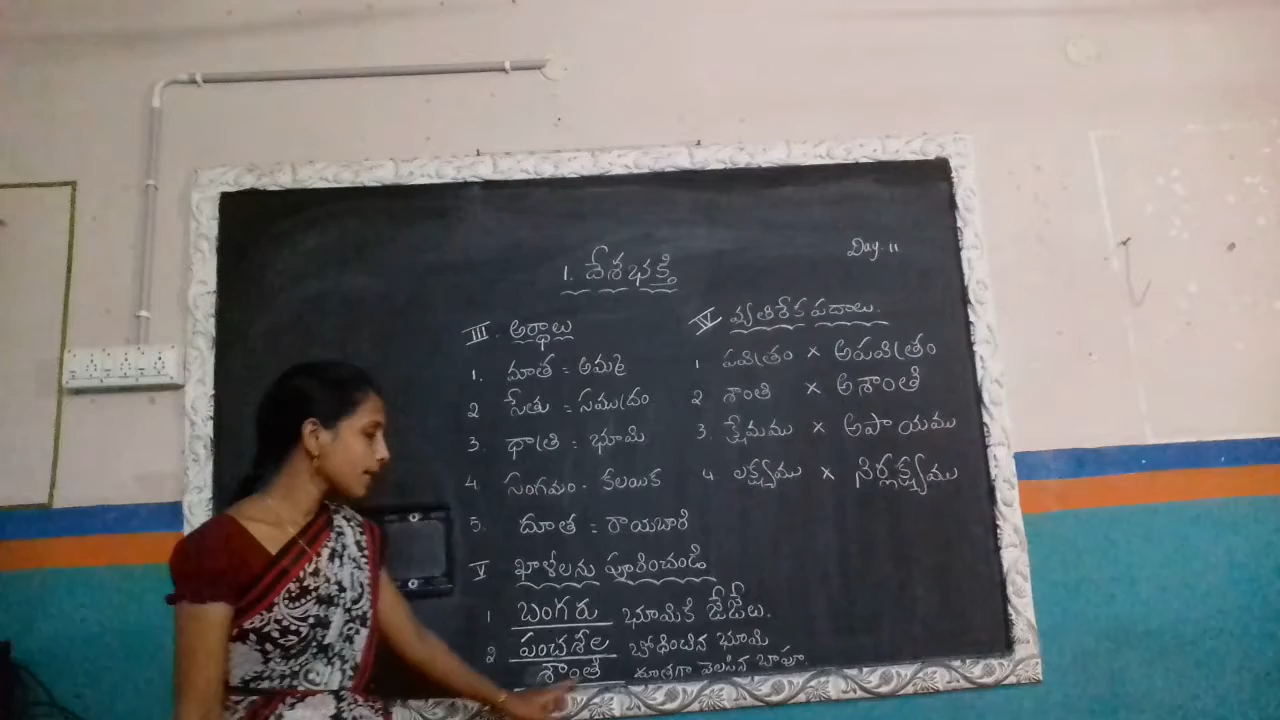 Day. 11
1. దేశభక్తి
III. అర్థాలు
1. మాత = అమ్మ
2 సేతు = సముద్రం
3. ధాత్రి = భూమి
4. సంగమం - కలయిక
5. దూత = రాయబారి
IV వ్యతిరేక పదాలు.
1 పవిత్రం × అపవిత్రం
2 శాంతి × అశాంతి
3. క్షేమము × అపాయము
4 లక్ష్యము × నిర్లక్ష్యము
V ఖాళీలను పూరించండి
1 బంగరు భూమికి జేజేలు.
2 పంచశీల బోధించిన భూమి
శాంతి దూతగా వెలసిన బాపూ.